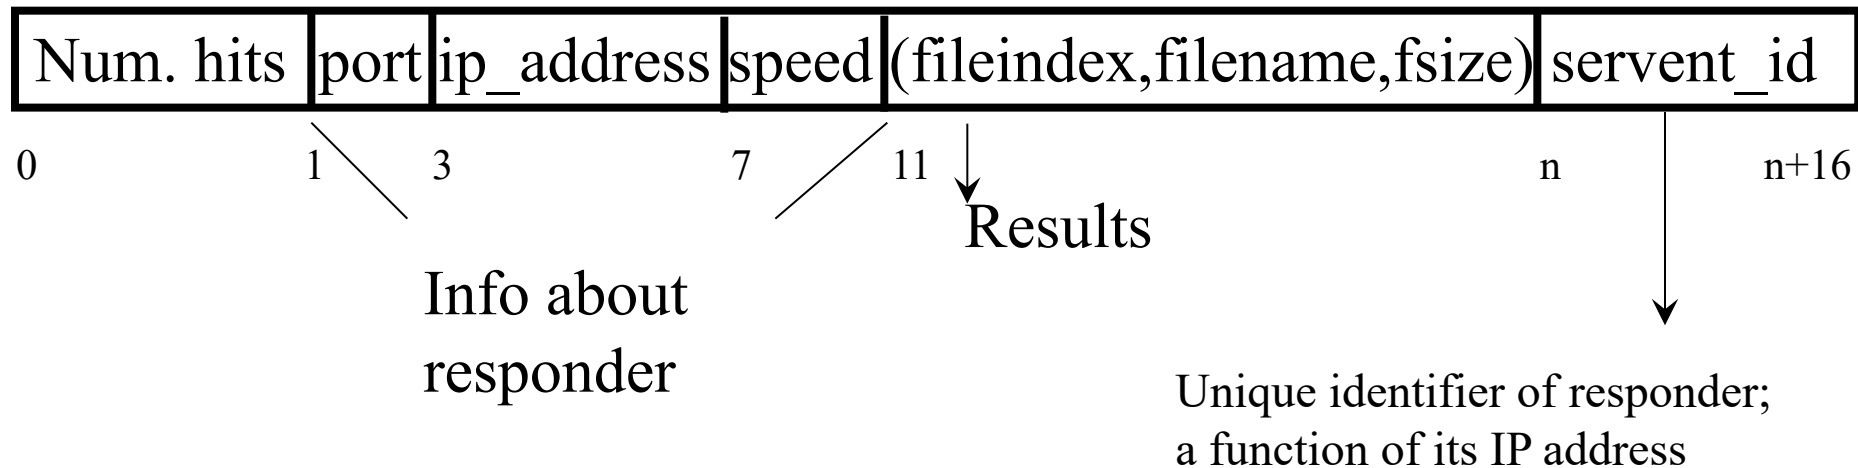 Num. hits port ip_address speed (fileindex,filename,fsize) servent_id
0 1 3 7 11 n n+16
Results
Info about
responder
Unique identifier of responder;
a function of its IP address